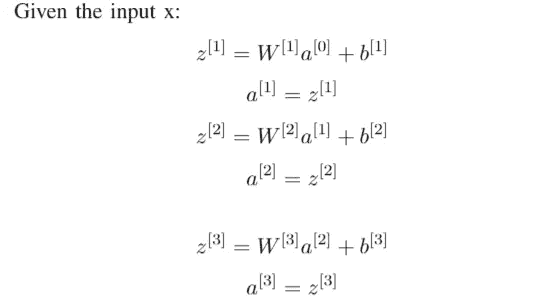 Given the input x:
z^{[1]} = W^{[1]}a^{[0]} + b^{[1]}
a^{[1]} = z^{[1]}
z^{[2]} = W^{[2]}a^{[1]} + b^{[2]}
a^{[2]} = z^{[2]}
z^{[3]} = W^{[3]}a^{[2]} + b^{[3]}
a^{[3]} = z^{[3]}